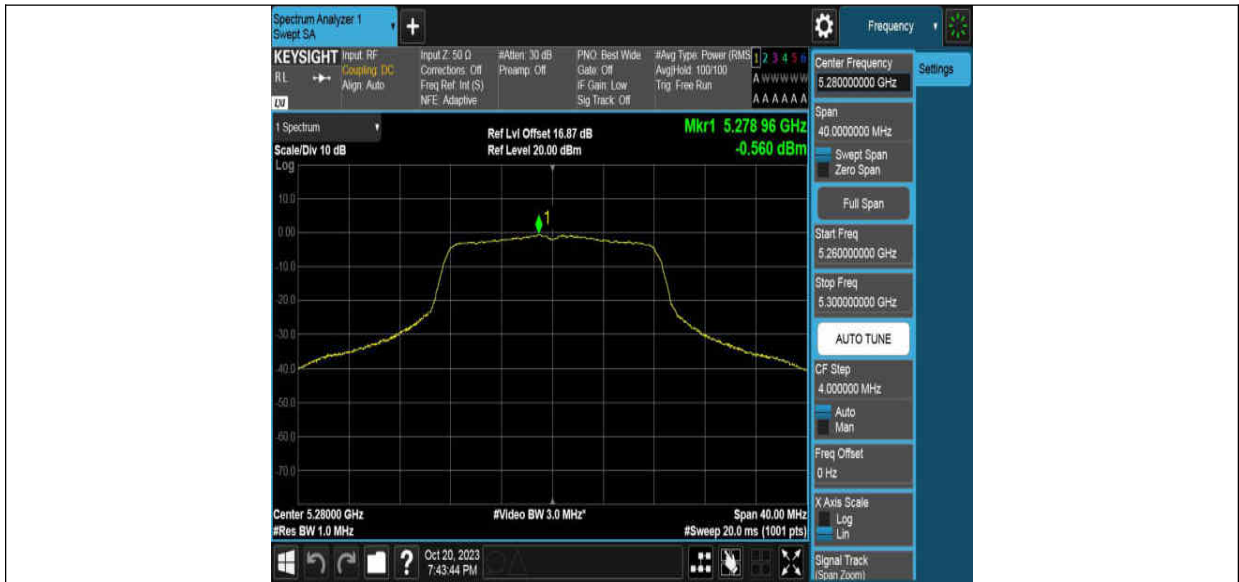 Spectrum Analyzer 1
Swept SA
+
Frequency
KEYSIGHT
RL
LXI
Input: RF
Coupling: DC
Align: Auto
Input Z: 50 Ω
Corrections: Off
Freq Ref: Int (S)
NFE: Adaptive
#Atten: 30 dB
Preamp: Off
PNO: Best Wide
Gate: Off
IF Gain: Low
Sig Track: Off
#Avg Type: Power (RMS
Avg|Hold: 100/100
Trig: Free Run
1 2 3 4 5 6
A W W W W W
A A A A A A
1 Spectrum
Scale/Div 10 dB
Log
Ref Lvl Offset 16.87 dB
Ref Level 20.00 dBm
Mkr1 5.278 96 GHz
-0.560 dBm
10.0
0.00
-10.0
-20.0
-30.0
-40.0
-50.0
-60.0
-70.0
1
Center 5.28000 GHz
#Res BW 1.0 MHz
#Video BW 3.0 MHz*
Span 40.00 MHz
#Sweep 20.0 ms (1001 pts)
?
Oct 20, 2023
7:43:44 PM
Center Frequency
5.280000000 GHz
Settings
Span
40.0000000 MHz
Swept Span
Zero Span
Full Span
Start Freq
5.260000000 GHz
Stop Freq
5.300000000 GHz
AUTO TUNE
CF Step
4.000000 MHz
Auto
Man
Freq Offset
0 Hz
X Axis Scale
Log
Lin
Signal Track
(Span Zoom)